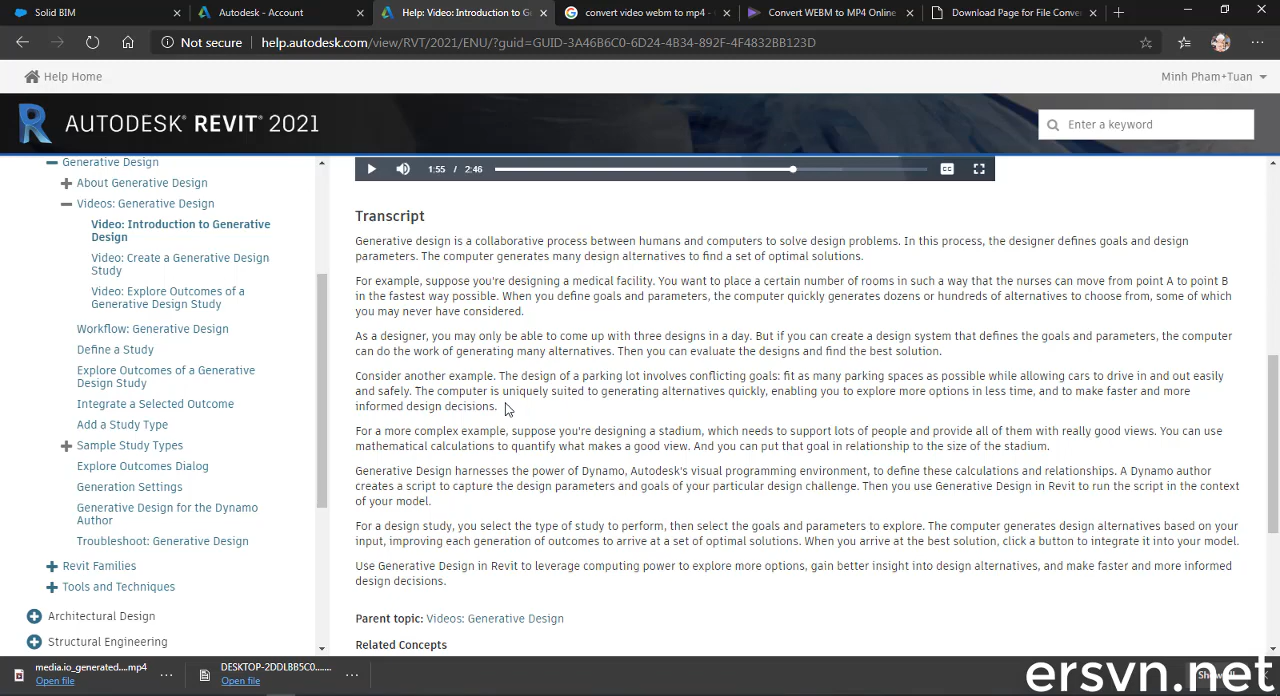 Solid BIM
Autodesk - Account
Help: Video: Introduction to G
convert video webm to mp4 -
Convert WEBM to MP4 Online
Download Page for File Conver
Not secure
help.autodesk.com/view/RVT/2021/ENU/?guid=GUID-3A46B6C0-6D24-4B34-892F-4F4832BB123D
Help Home
Minh Pham+Tuan
AUTODESK® REVIT® 2021
Enter a keyword
Generative Design
About Generative Design
Videos: Generative Design
Video: Introduction to Generative
Design
Video: Create a Generative Design
Study
Video: Explore Outcomes of a
Generative Design Study
Workflow: Generative Design
Define a Study
Explore Outcomes of a Generative
Design Study
Integrate a Selected Outcome
Add a Study Type
Sample Study Types
Explore Outcomes Dialog
Generation Settings
Generative Design for the Dynamo
Author
Troubleshoot: Generative Design
Revit Families
Tools and Techniques
Architectural Design
Structural Engineering
1:55 / 2:46
CC
Transcript
Generative design is a collaborative process between humans and computers to solve design problems. In this process, the designer defines goals and design
parameters. The computer generates many design alternatives to find a set of optimal solutions.
For example, suppose you're designing a medical facility. You want to place a certain number of rooms in such a way that the nurses can move from point A to point B
in the fastest way possible. When you define goals and parameters, the computer quickly generates dozens or hundreds of alternatives to choose from, some of which
you may never have considered.
As a designer, you may only be able to come up with three designs in a day. But if you can create a design system that defines the goals and parameters, the computer
can do the work of generating many alternatives. Then you can evaluate the designs and find the best solution.
Consider another example. The design of a parking lot involves conflicting goals: fit as many parking spaces as possible while allowing cars to drive in and out easily
and safely. The computer is uniquely suited to generating alternatives quickly, enabling you to explore more options in less time, and to make faster and more
informed design decisions.
For a more complex example, suppose you're designing a stadium, which needs to support lots of people and provide all of them with really good views. You can use
mathematical calculations to quantify what makes a good view. And you can put that goal in relationship to the size of the stadium.
Generative Design harnesses the power of Dynamo, Autodesk's visual programming environment, to define these calculations and relationships. A Dynamo author
creates a script to capture the design parameters and goals of your particular design challenge. Then you use Generative Design in Revit to run the script in the context
of your model.
For a design study, you select the type of study to perform, then select the goals and parameters to explore. The computer generates design alternatives based on your
input, improving each generation of outcomes to arrive at a set of optimal solutions. When you arrive at the best solution, click a button to integrate it into your model.
Use Generative Design in Revit to leverage computing power to explore more options, gain better insight into design alternatives, and make faster and more informed
design decisions.
Parent topic: Videos: Generative Design
Related Concepts
media.io_generated....mp4
Open file
DESKTOP-2DDLBB5C0.......
Open file
ersvn.net